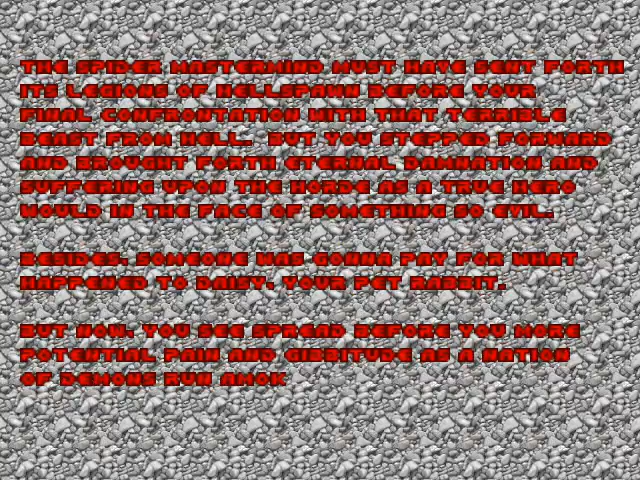 THE SPIDER MASTERMIND MUST HAVE SENT FORTH
ITS LEGIONS OF HELLSPAWN BEFORE YOUR
FINAL CONFRONTATION WITH THAT TERRIBLE
BEAST FROM HELL.  BUT YOU STEPPED FORWARD
AND BROUGHT FORTH ETERNAL DAMNATION AND
SUFFERING UPON THE HORDE AS A TRUE HERO
WOULD IN THE FACE OF SOMETHING SO EVIL.

BESIDES, SOMEONE WAS GONNA PAY FOR WHAT
HAPPENED TO DAISY, YOUR PET RABBIT.

BUT NOW, YOU SEE SPREAD BEFORE YOU MORE
POTENTIAL PAIN AND GIBBITUDE AS A NATION
OF DEMONS RUN AMOK